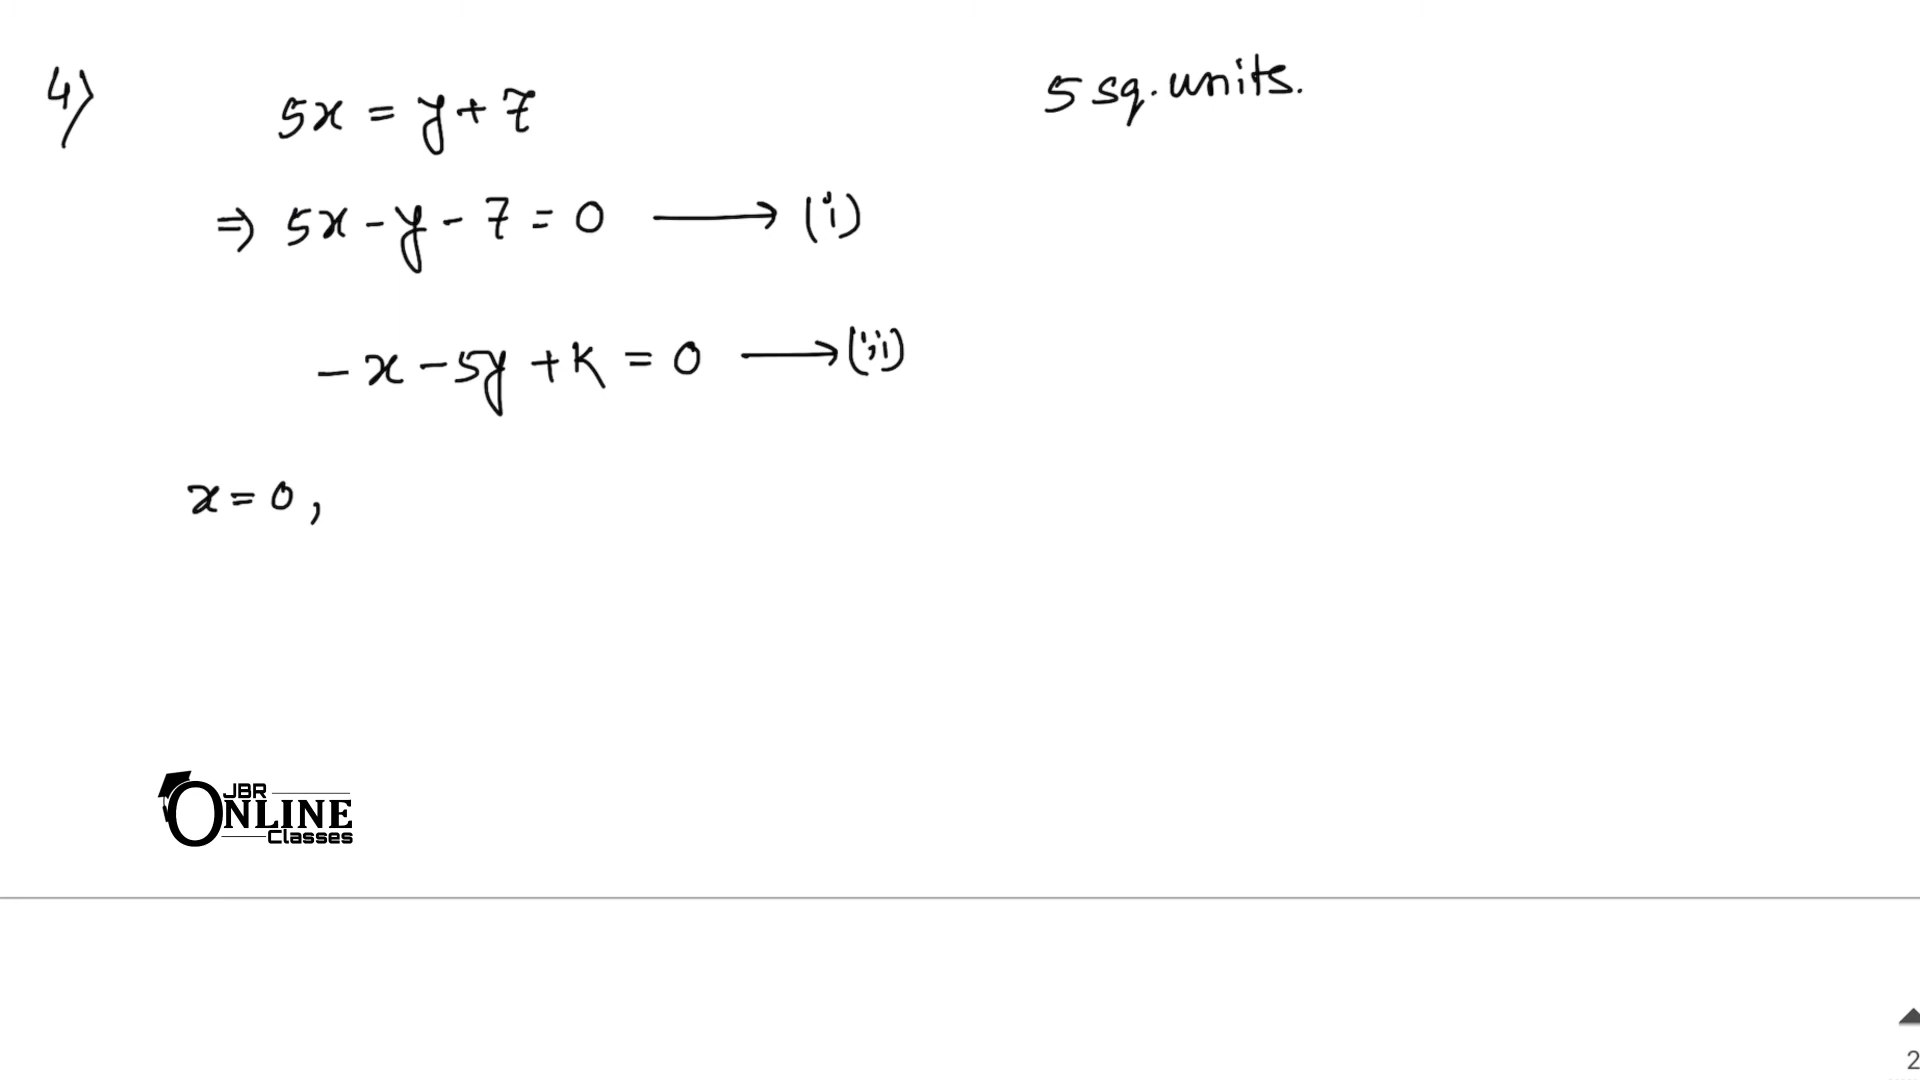 4)
5x = y + 7
⇒ 5x - y - 7 = 0 ⟶ (i)
- x - 5y + K = 0 ⟶ (ii)
x = 0 ,
5 sq. units.
JBR
ONLINE
Classes
2